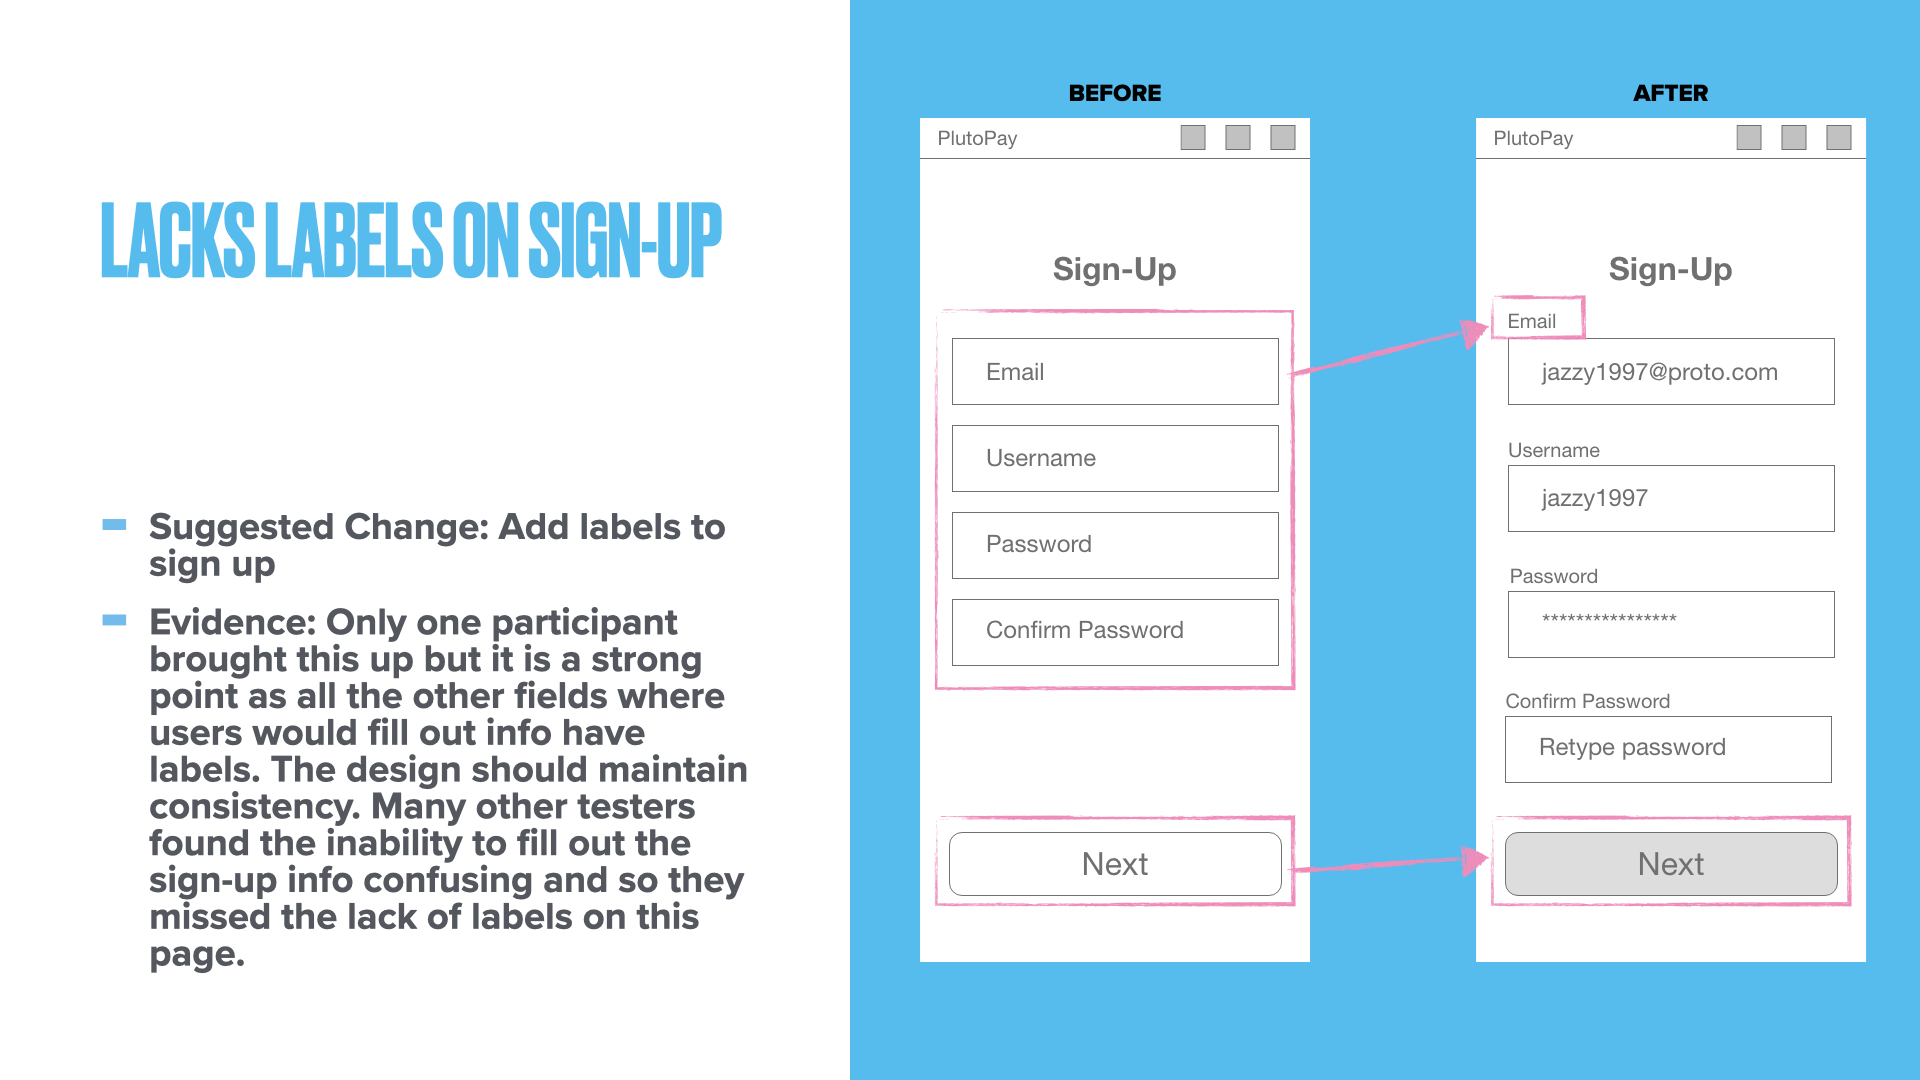 LACKS LABELS ON SIGN-UP
Suggested Change: Add labels to
sign up
Evidence: Only one participant
brought this up but it is a strong
point as all the other fields where
users would fill out info have
labels. The design should maintain
consistency. Many other testers
found the inability to fill out the
sign-up info confusing and so they
missed the lack of labels on this
page.
BEFORE
PlutoPay
Sign-Up
Email
Username
Password
Confirm Password
Next
AFTER
PlutoPay
Sign-Up
Email
jazzy1997@proto.com
Username
jazzy1997
Password
****************
Confirm Password
Retype password
Next